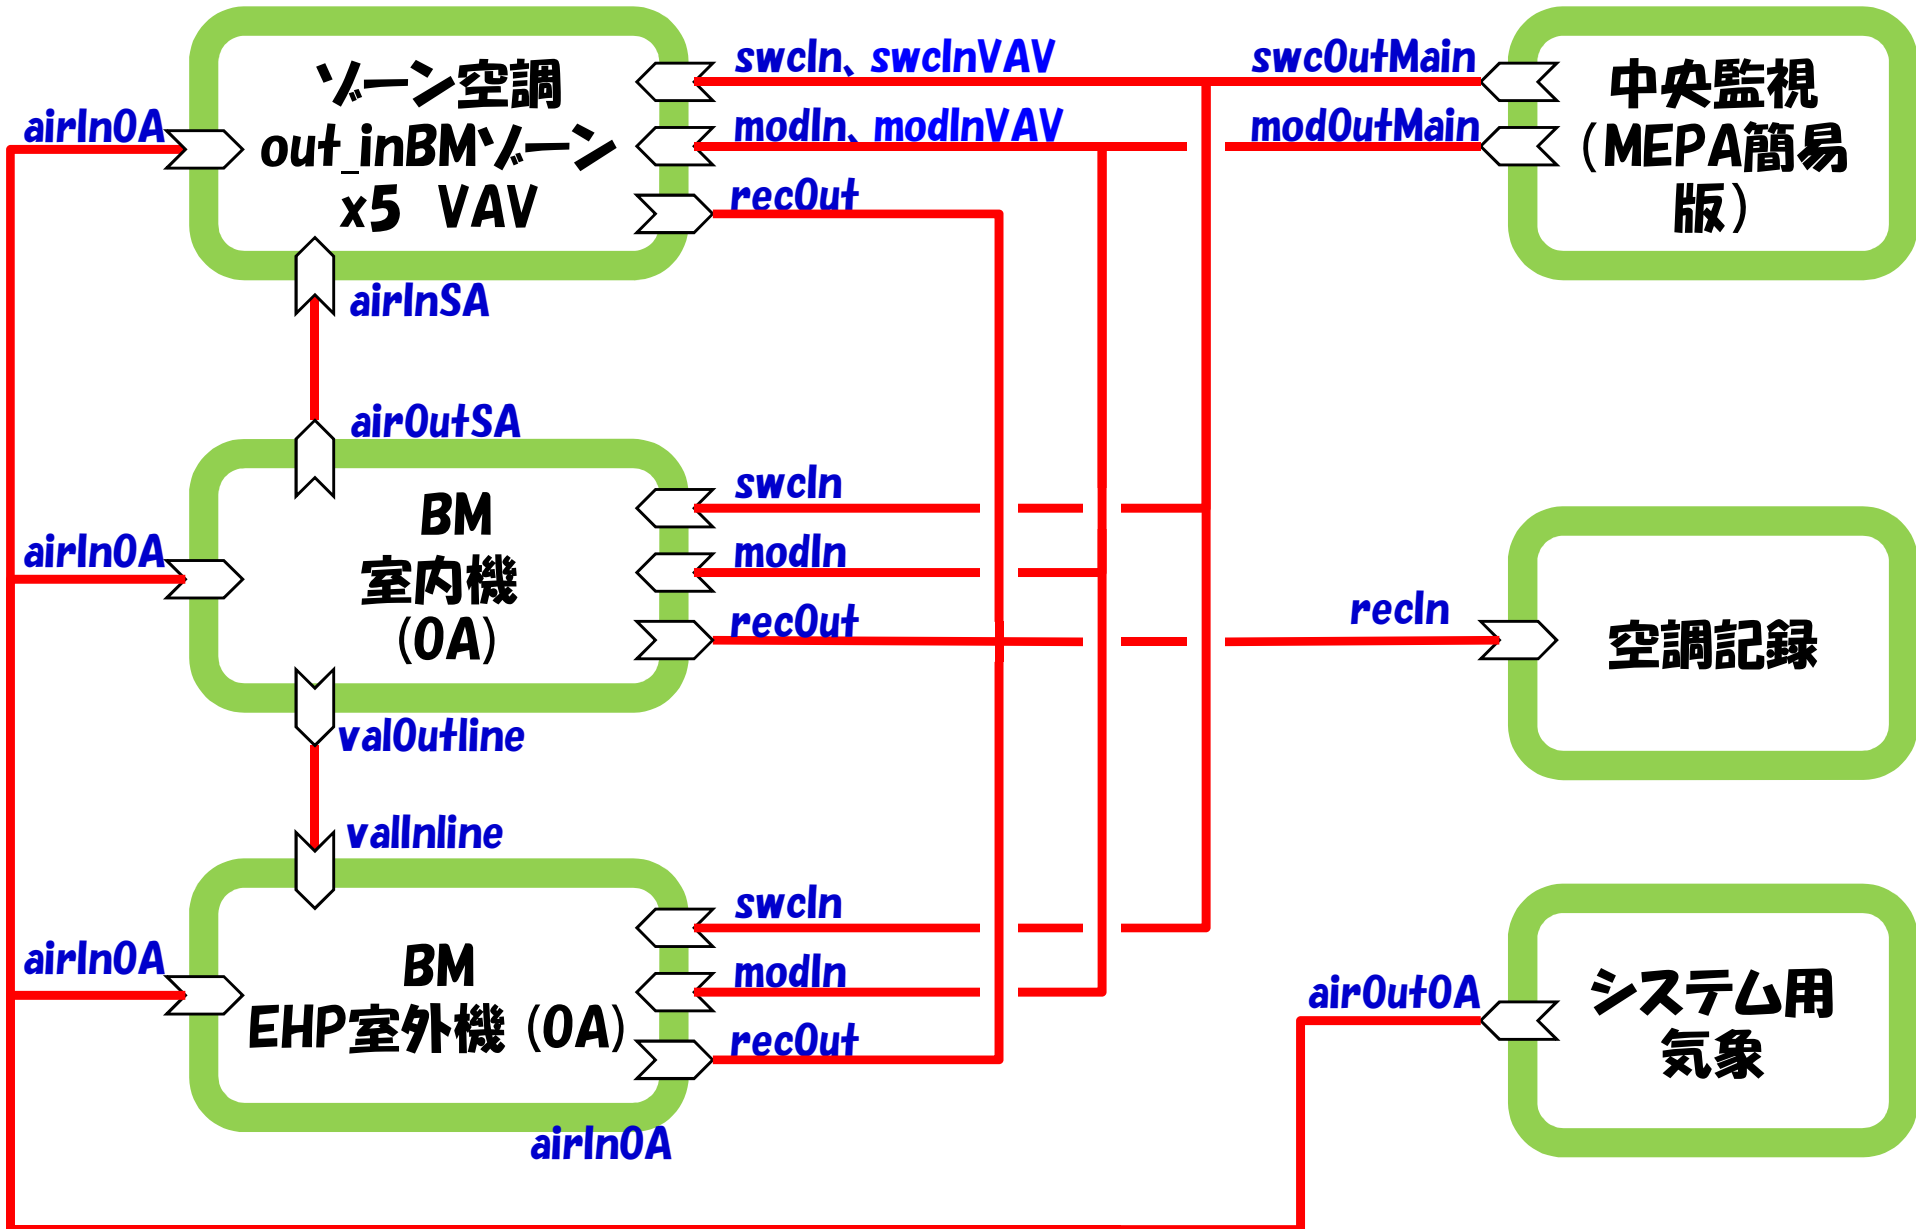 airInOA
ゾーン空調
out_inBMゾーン
x5 VAV
swcIn、swcInVAV
modIn、modInVAV
recOut
swcOutMain
modOutMain
中央監視
(MEPA簡易
版)
airInSA
airOutSA
airInOA
BM
室内機
(OA)
swcIn
modIn
recOut
recIn
空調記録
valOutline
valInline
airInOA
BM
EHP室外機(OA)
swcIn
modIn
recOut
airOutOA
システム用
気象
airInOA